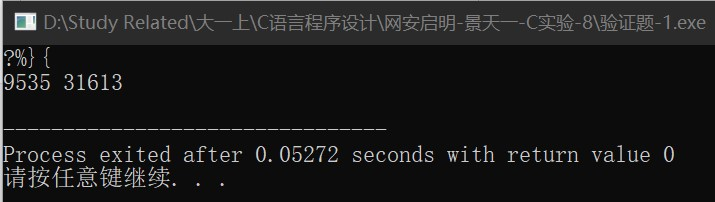 D:\Study Related\大一上\C语言程序设计\网安启明-景天一-C实验-8\验证题-1.exe
?%}{
9535 31613
--------------------------------
Process exited after 0.05272 seconds with return value 0
请按任意键继续. . .